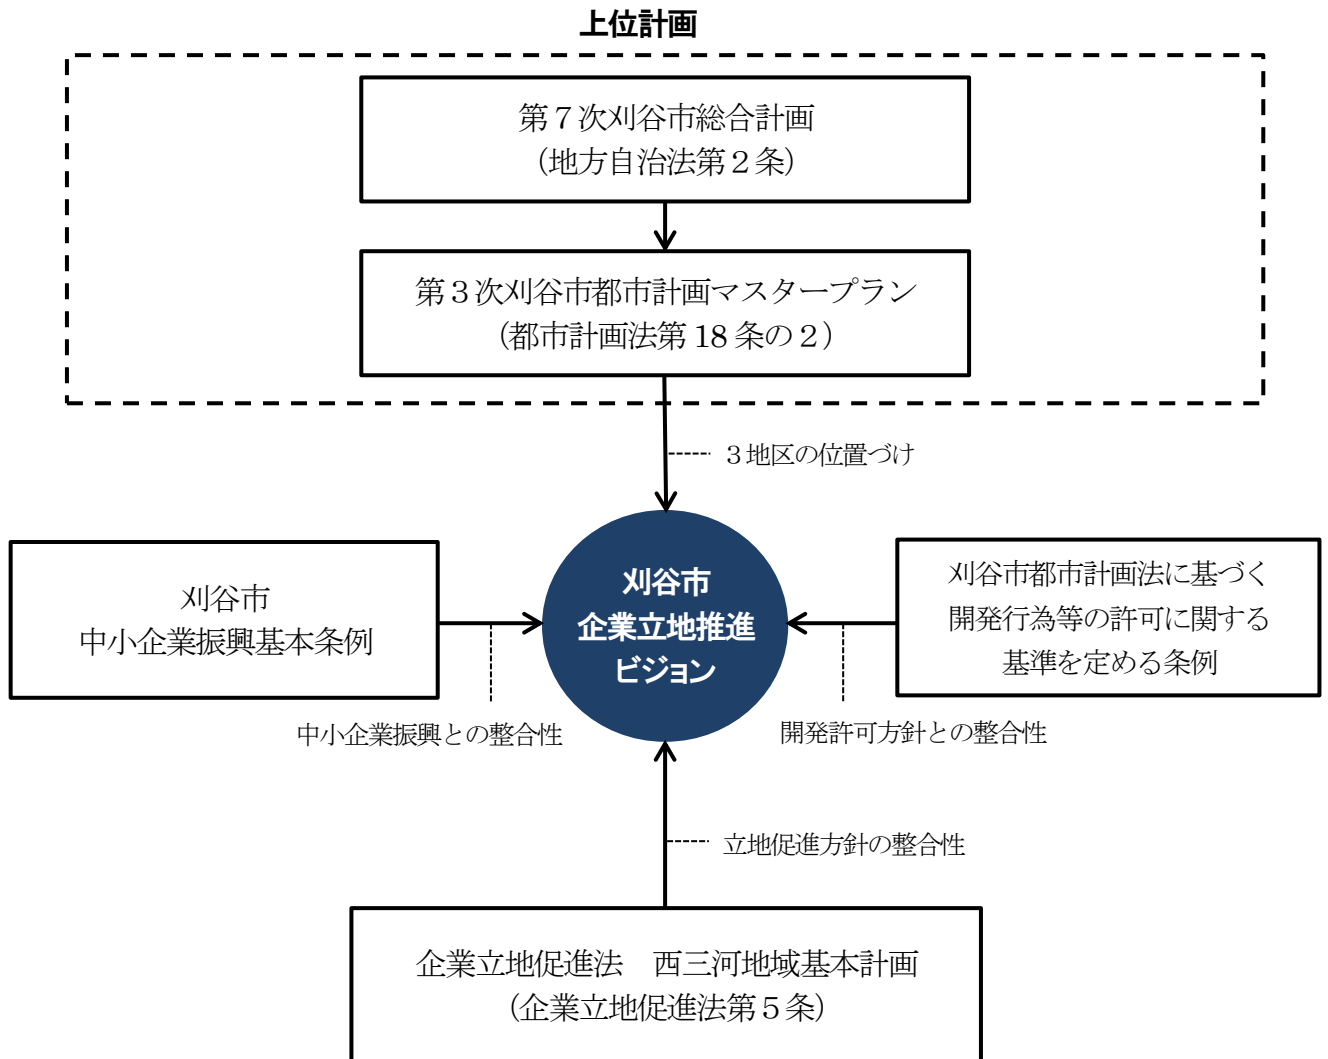 上位計画
第７次刈谷市総合計画
（地方自治法第２条）
第３次刈谷市都市計画マスタープラン
（都市計画法第 18 条の２）
３地区の位置づけ
刈谷市
中小企業振興基本条例
刈谷市
企業立地推進
ビジョン
刈谷市都市計画法に基づく
開発行為等の許可に関する
基準を定める条例
中小企業振興との整合性
開発許可方針との整合性
立地促進方針の整合性
企業立地促進法　西三河地域基本計画
（企業立地促進法第５条）